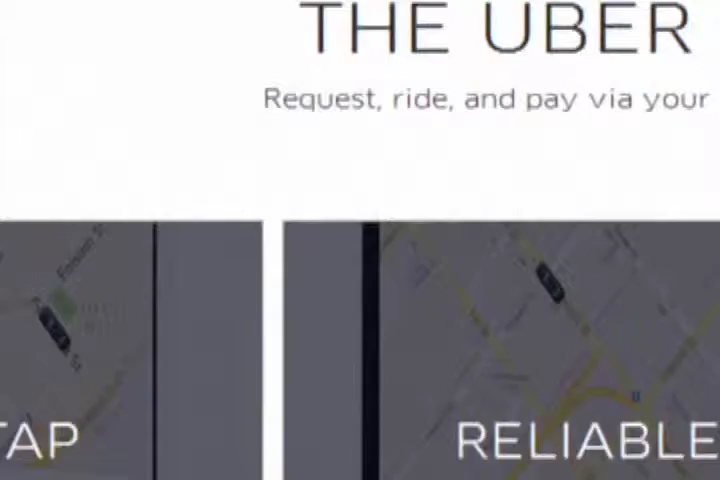 THE UBER
Request, ride, and pay via your
TAP
RELIABLE